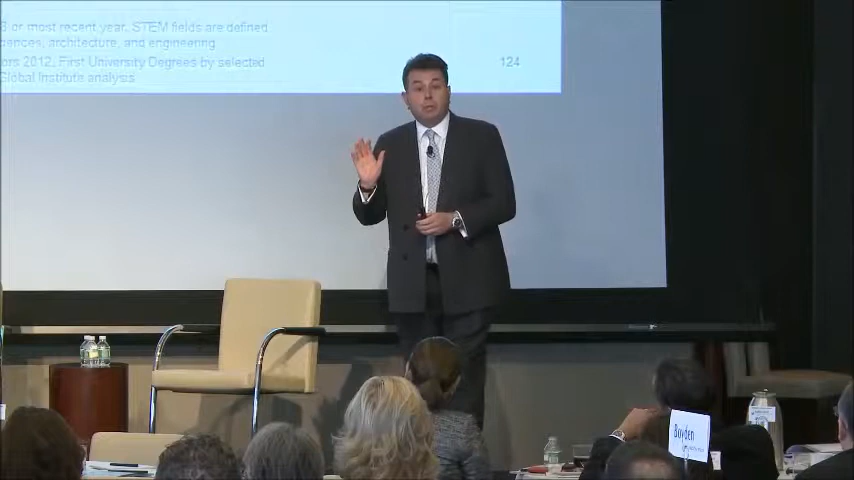 3 or most recent year. STEM fields are defined
ences, architecture, and engineering
tors 2012, First University Degrees by selected
Global Institute analysis
124
Boyden